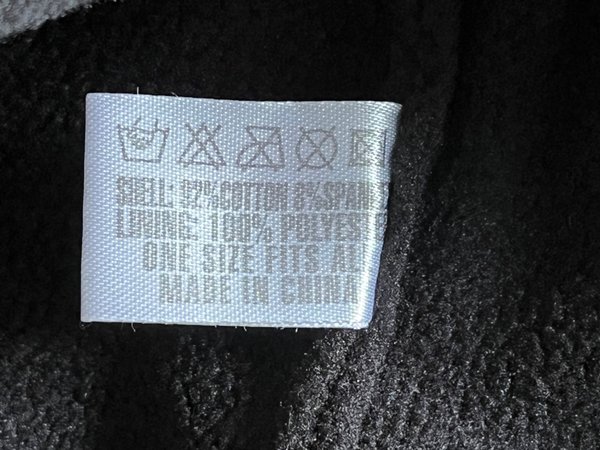 SHELL: 92%COTTON 8%SPAN
LINING: 100% POLYEST
ONE SIZE FITS AL
MADE IN CHINA